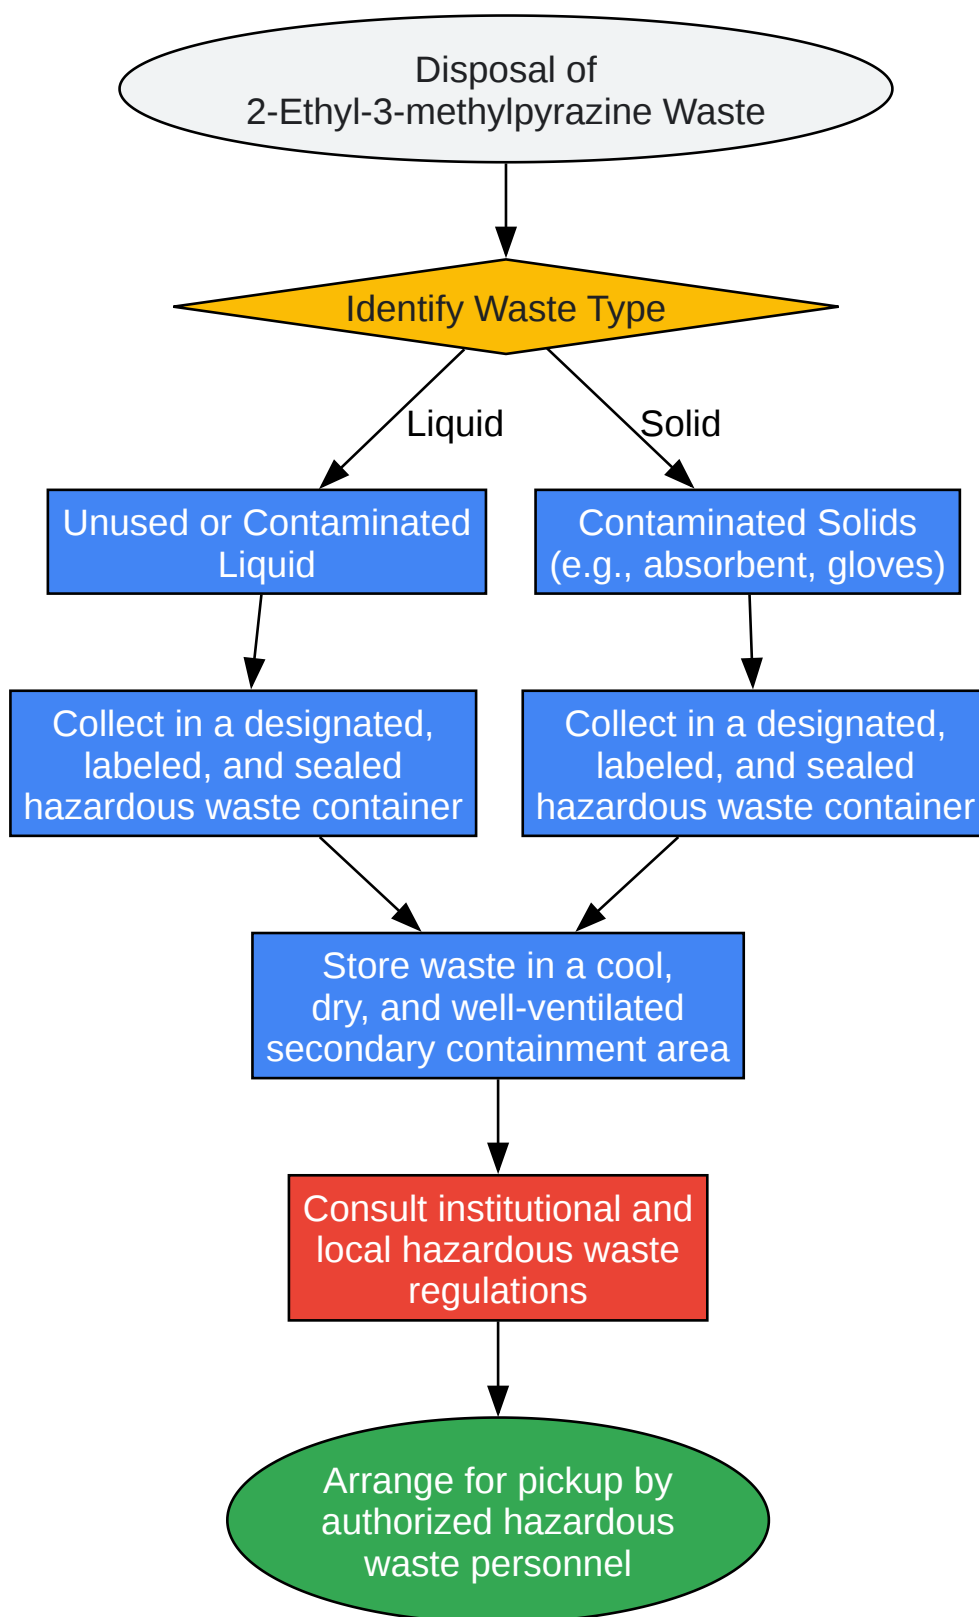 Disposal of
2-Ethyl-3-methylpyrazine Waste
Identify Waste Type
Liquid
Solid
Unused or Contaminated
Liquid
Contaminated Solids
(e.g., absorbent, gloves)
Collect in a designated,
labeled, and sealed
hazardous waste container
Collect in a designated,
labeled, and sealed
hazardous waste container
Store waste in a cool,
dry, and well-ventilated
secondary containment area
Consult institutional and
local hazardous waste
regulations
Arrange for pickup by
authorized hazardous
waste personnel